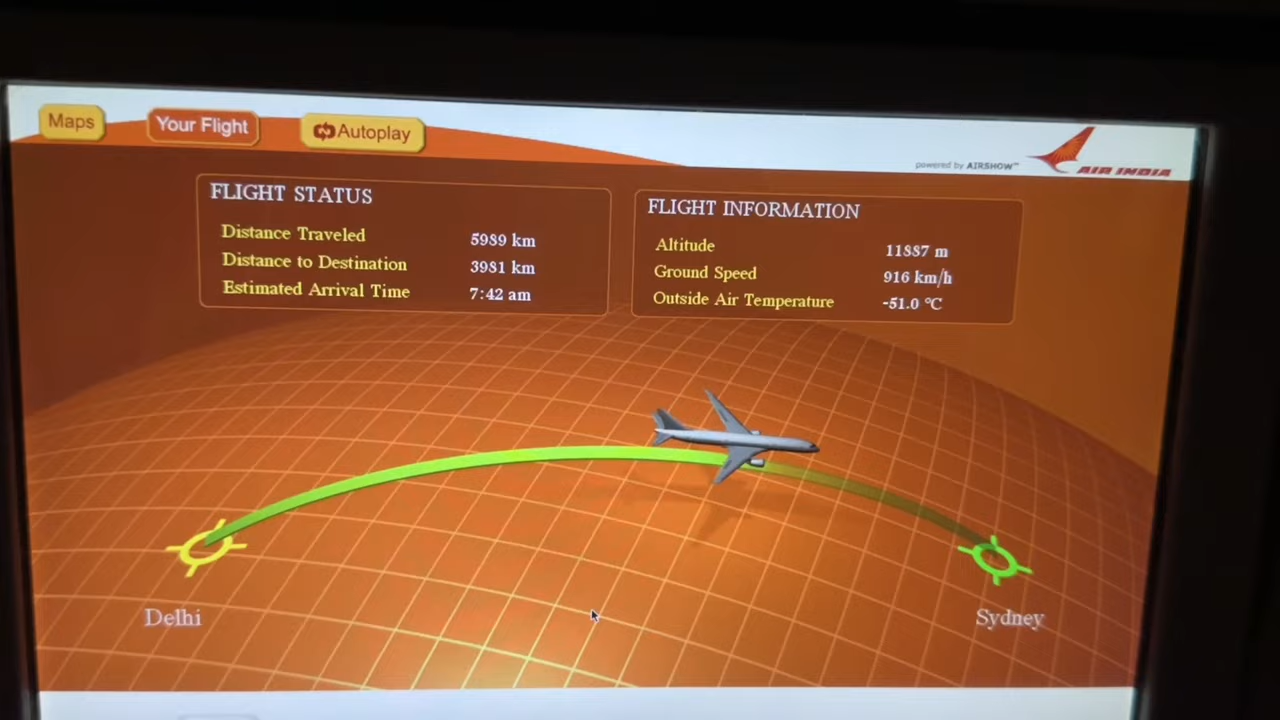 Maps
Your Flight
Autoplay
powered by AIRSHOW™
AIR INDIA
FLIGHT STATUS
Distance Traveled 5989 km
Distance to Destination 3981 km
Estimated Arrival Time 7:42 am
FLIGHT INFORMATION
Altitude 11887 m
Ground Speed 916 km/h
Outside Air Temperature -51.0 °C
Delhi
Sydney